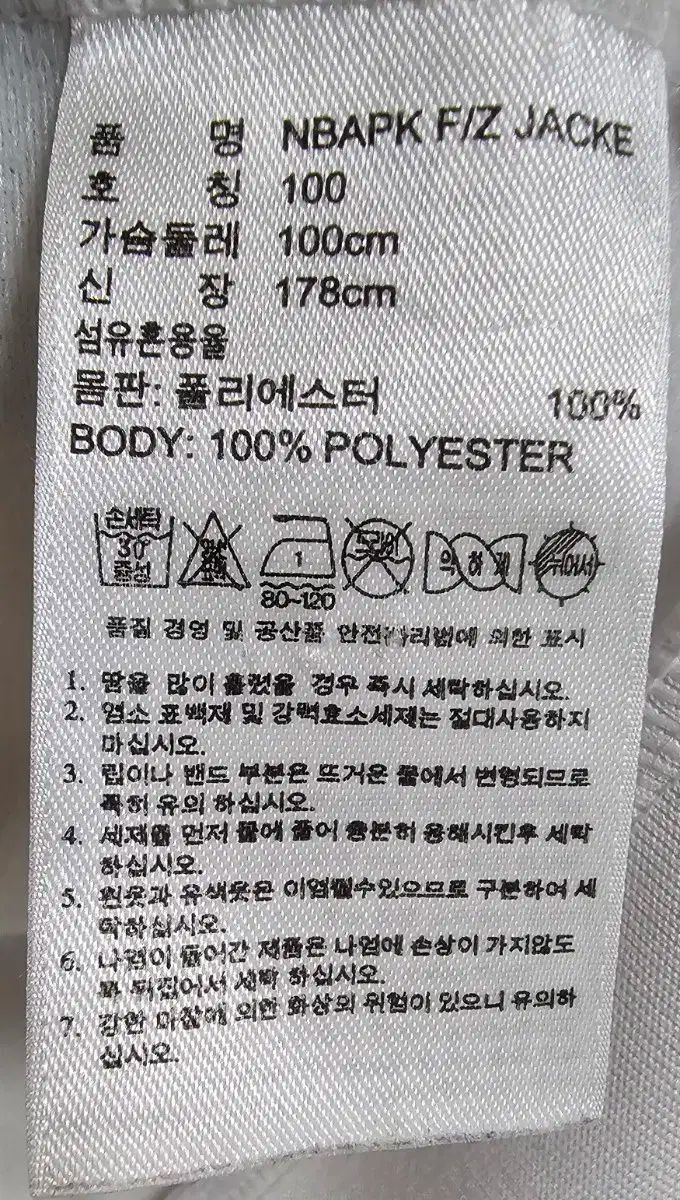 품 명 NBAPK F/Z JACKE
호 칭 100
가슴둘레 100cm
신 장 178cm
섬유혼용율
몸판: 폴리에스터 100%
BODY: 100% POLYESTER
손세탁
30°
중성
1
드라이
의하제
뉘어서
80~120
품질 경영 및 공산품 안전관리법에 의한 표시
1. 땀을 많이 흘렸을 경우 즉시 세탁하십시오.
2. 염소 표백제 및 강력효소세제는 절대사용하지
마십시오.
3. 립이나 밴드 부분은 뜨거운 물에서 변형되므로
특히 유의 하십시오.
4. 세제를 먼저 물에 풀어 충분히 용해시킨후 세탁
하십시오.
5. 흰옷과 유색옷은 이염될수있으므로 구분하여 세
탁하십시오.
6. 나염이 들어간 제품은 나염에 손상이 가지않도
록 뒤집어서 세탁 하십시오.
7. 강한 마찰에 의한 화상의 위험이 있으니 유의하
십시오.